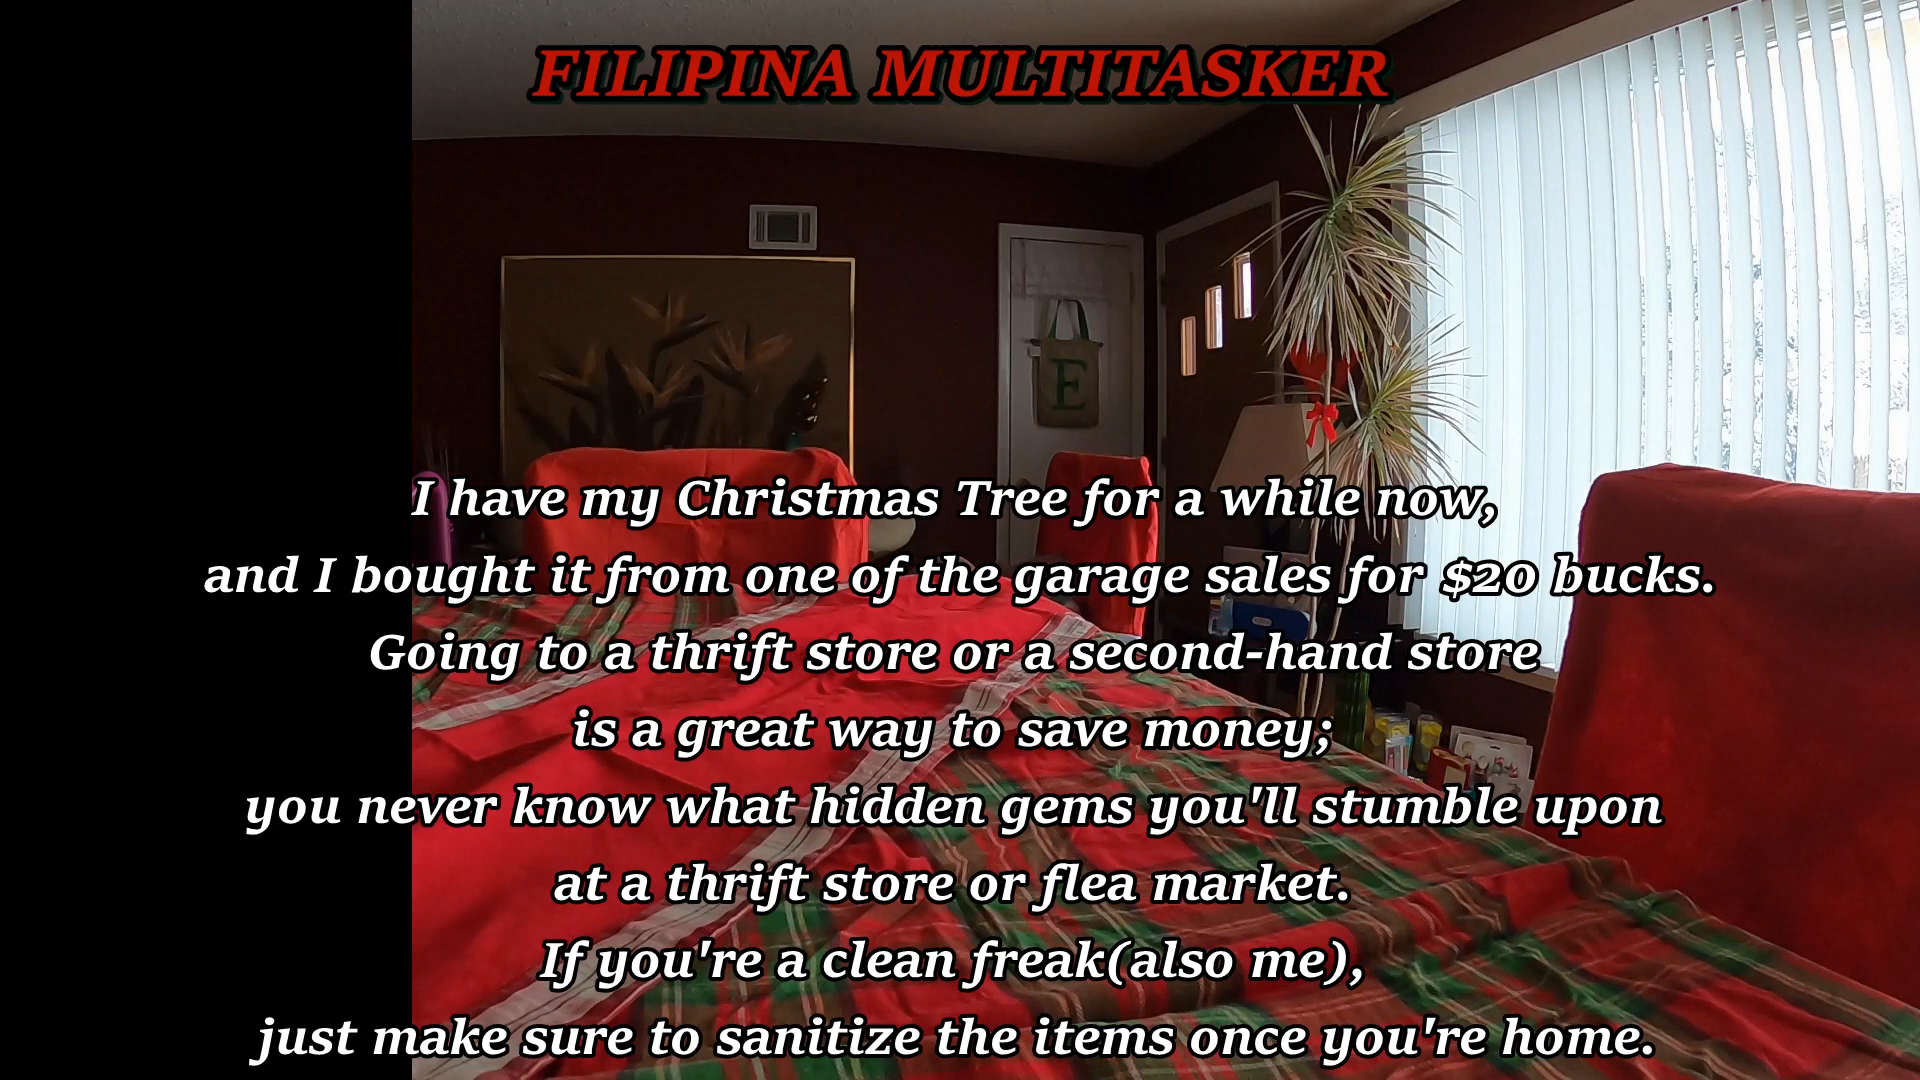 FILIPINA MULTITASKER
E
I have my Christmas Tree for a while now,
and I bought it from one of the garage sales for $20 bucks.
Going to a thrift store or a second-hand store
is a great way to save money;
you never know what hidden gems you'll stumble upon
at a thrift store or flea market.
If you're a clean freak(also me),
just make sure to sanitize the items once you're home.